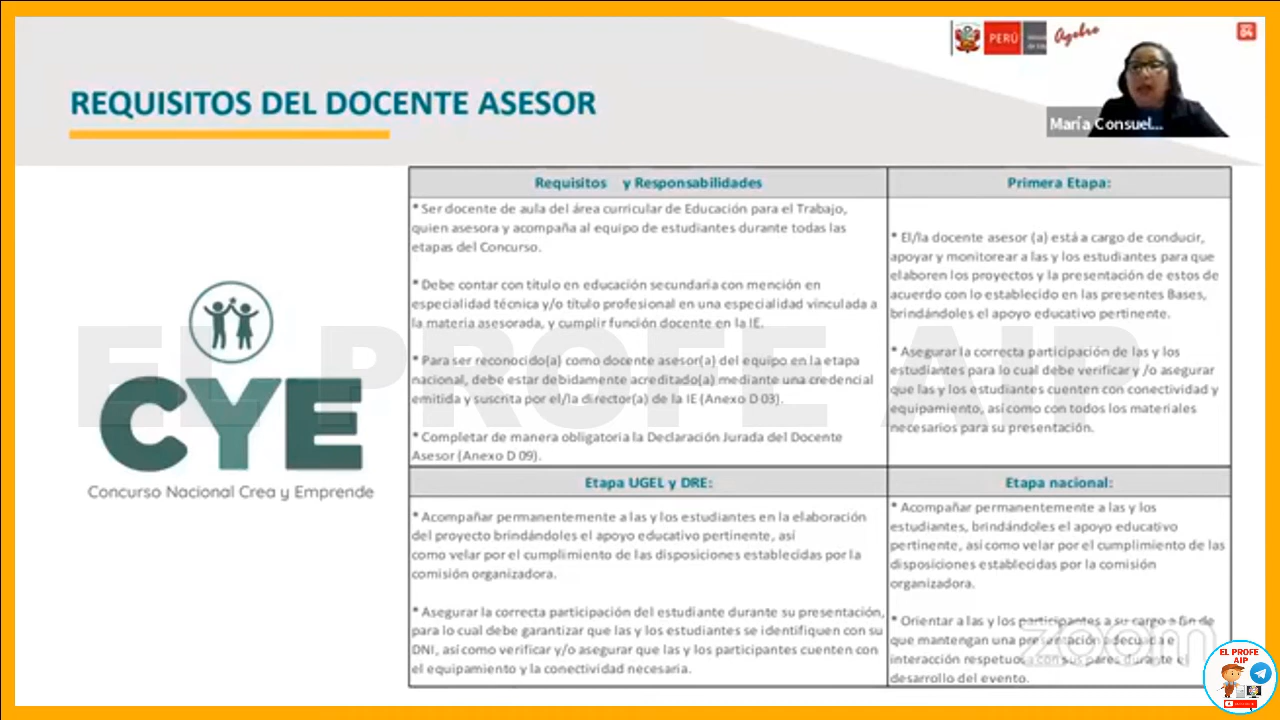 PERÚ
REQUISITOS DEL DOCENTE ASESOR
María Consuel...
Requisitos y Responsabilidades
* Ser docente de aula del área curricular de Educación para el Trabajo,
quien asesora y acompaña al equipo de estudiantes durante todas las
etapas del Concurso.
* Debe contar con título en educación secundaria con mención en
especialidad técnica y/o título profesional en una especialidad vinculada a
la materia asesorada, y cumplir función docente en la IE.
* Para ser reconocido(a) como docente asesor(a) del equipo en la etapa
nacional, debe estar debidamente acreditado(a) mediante una credencial
emitida y suscrita por el/la director(a) de la IE (Anexo D 03).
* Completar de manera obligatoria la Declaración Jurada del Docente
Asesor (Anexo D 09).
Primera Etapa:
* El/la docente asesor (a) está a cargo de conducir,
apoyar y monitorear a las y los estudiantes para que
elaboren los proyectos y la presentación de estos de
acuerdo con lo establecido en las presentes Bases,
brindándoles el apoyo educativo pertinente.
* Asegurar la correcta participación de las y los
estudiantes para lo cual debe verificar y /o asegurar
que las y los estudiantes cuenten con conectividad y
equipamiento, así como con todos los materiales
necesarios para su presentación.
EL PROFE AIP
CYE
Concurso Nacional Crea y Emprende
Etapa UGEL y DRE:
* Acompañar permanentemente a las y los estudiantes en la elaboración
del proyecto brindándoles el apoyo educativo pertinente, así
como velar por el cumplimiento de las disposiciones establecidas por la
comisión organizadora.
* Asegurar la correcta participación del estudiante durante su presentación,
para lo cual debe garantizar que las y los estudiantes se identifiquen con su
DNI, así como verificar y/o asegurar que las y los participantes cuenten con
el equipamiento y la conectividad necesaria.
Etapa nacional:
* Acompañar permanentemente a las y los
estudiantes, brindándoles el apoyo educativo
pertinente, así como velar por el cumplimiento de las
disposiciones establecidas por la comisión
organizadora.
* Orientar a las y los participantes a su cargo a fin de
que mantengan una presentación adecuada e
interacción respetuosa con sus pares durante el
desarrollo del evento.
zoom
EL PROFE
AIP